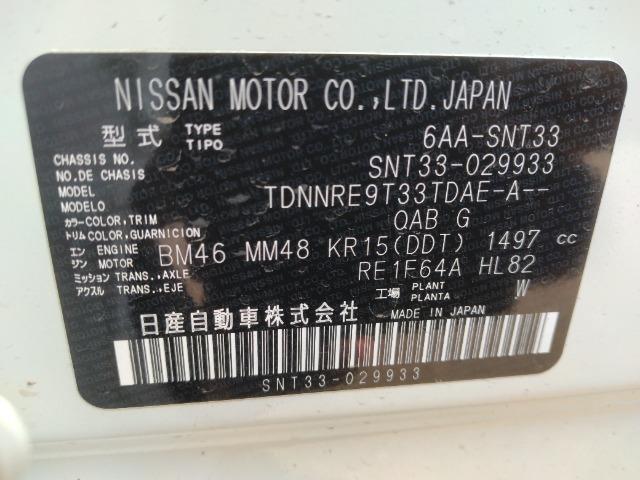 NISSAN MOTOR CO.,LTD.JAPAN
型式 TYPE TIPO 6AA-SNT33
CHASSIS NO. NO.DE CHASIS SNT33-029933
MODEL MODELO TDNNRE9T33TDAE-A--
カラー COLOR,TRIM トリム COLOR,GUARNICION QAB G
エンジン ENGINE MOTOR BM46 MM48 KR15(DDT) 1497 cc
ミッション TRANS.,AXLE アクスル TRANS.,EJE RE1F64A HL82
工場 PLANT PLANTA W
日産自動車株式会社 MADE IN JAPAN
SNT33-029933